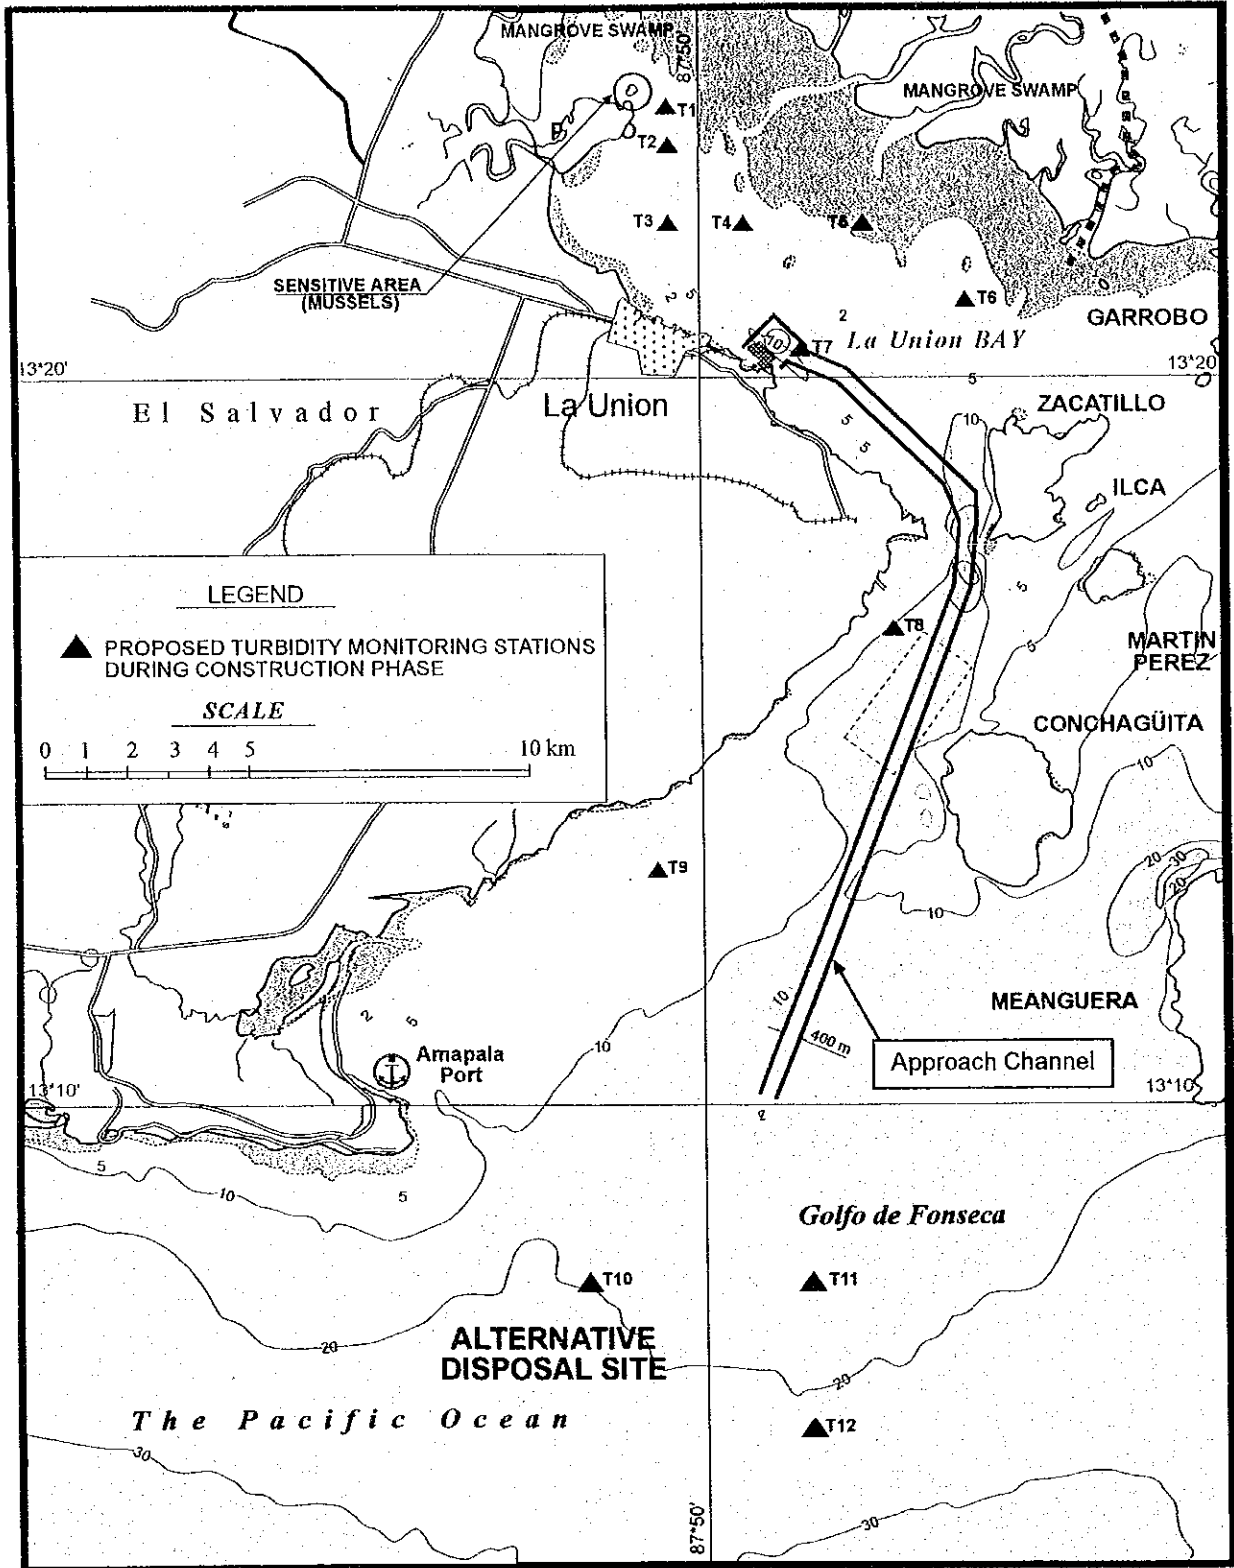 MANGROVE SWAMP
87°50'
MANGROVE SWAMP
T1
T2
T3
T4
T5
SENSITIVE AREA
(MUSSELS)
2
5
T6
GARROBO
2
10
T7
La Union BAY
13°20'
5
13°20'
El Salvador
La Union
ZACATILLO
10
5
5
ILCA
LEGEND
5
PROPOSED TURBIDITY MONITORING STATIONS
DURING CONSTRUCTION PHASE
T8
5
MARTIN
PEREZ
SCALE
CONCHAGÜITA
0 1 2 3 4 5 10 km
10
T9
20
30
20
10
MEANGUERA
10
2
5
400 m
10
Amapala
Port
Approach Channel
13°10'
13°10'
5
10
5
Golfo de Fonseca
T10
T11
20
ALTERNATIVE
DISPOSAL SITE
20
The Pacific Ocean
T12
30
87°50'
30